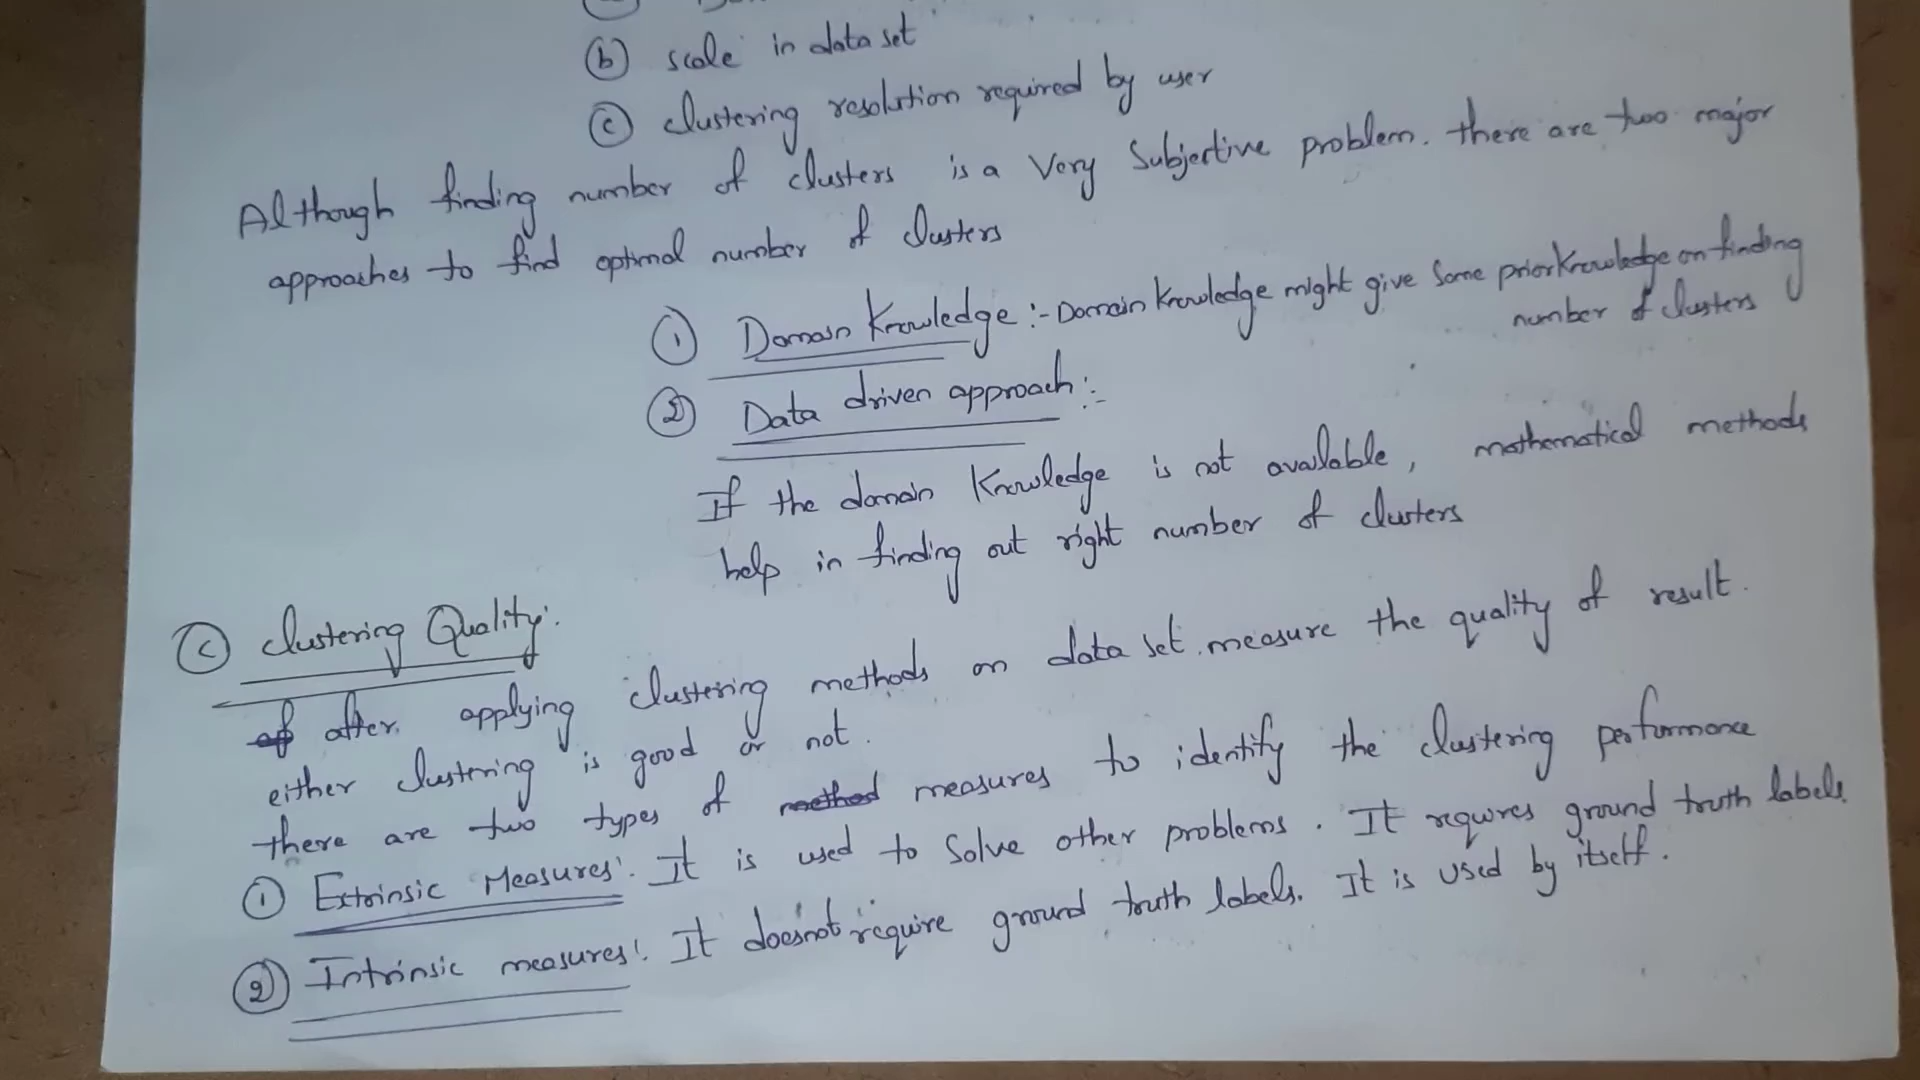 (b) scale in data set
(c) clustering resolution required by user
Although finding number of clusters is a Very Subjective problem. there are two major
approaches to find optimal number of clusters
(1) Domain Knowledge :- Domain Knowledge might give Some prior Knowledge on finding
number of clusters
(2) Data driven approach :-
If the domain Knowledge is not available, mathematical methods
help in finding out right number of clusters
(c) Clustering Quality:
after applying clustering methods on data set, measure the quality of result.
either clustering is good or not.
there are two types of method measures to identify the clustering performance
(1) Extrinsic Measures: It is used to Solve other problems. It requires ground truth labels.
(2) Intrinsic measures: It doesnot require ground truth labels. It is used by itself.